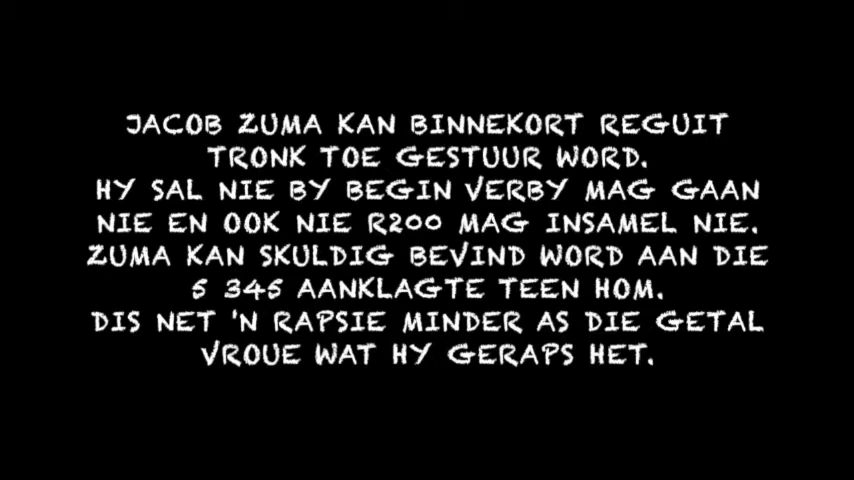 JACOB ZUMA KAN BINNEKORT REGUIT
TRONK TOE GESTUUR WORD.
HY SAL NIE BY BEGIN VERBY MAG GAAN
NIE EN OOK NIE R200 MAG INSAMEL NIE.
ZUMA KAN SKULDIG BEVIND WORD AAN DIE
5 345 AANKLAGTE TEEN HOM.
DIS NET 'N RAPSIE MINDER AS DIE GETAL
VROUE WAT HY GERAPS HET.